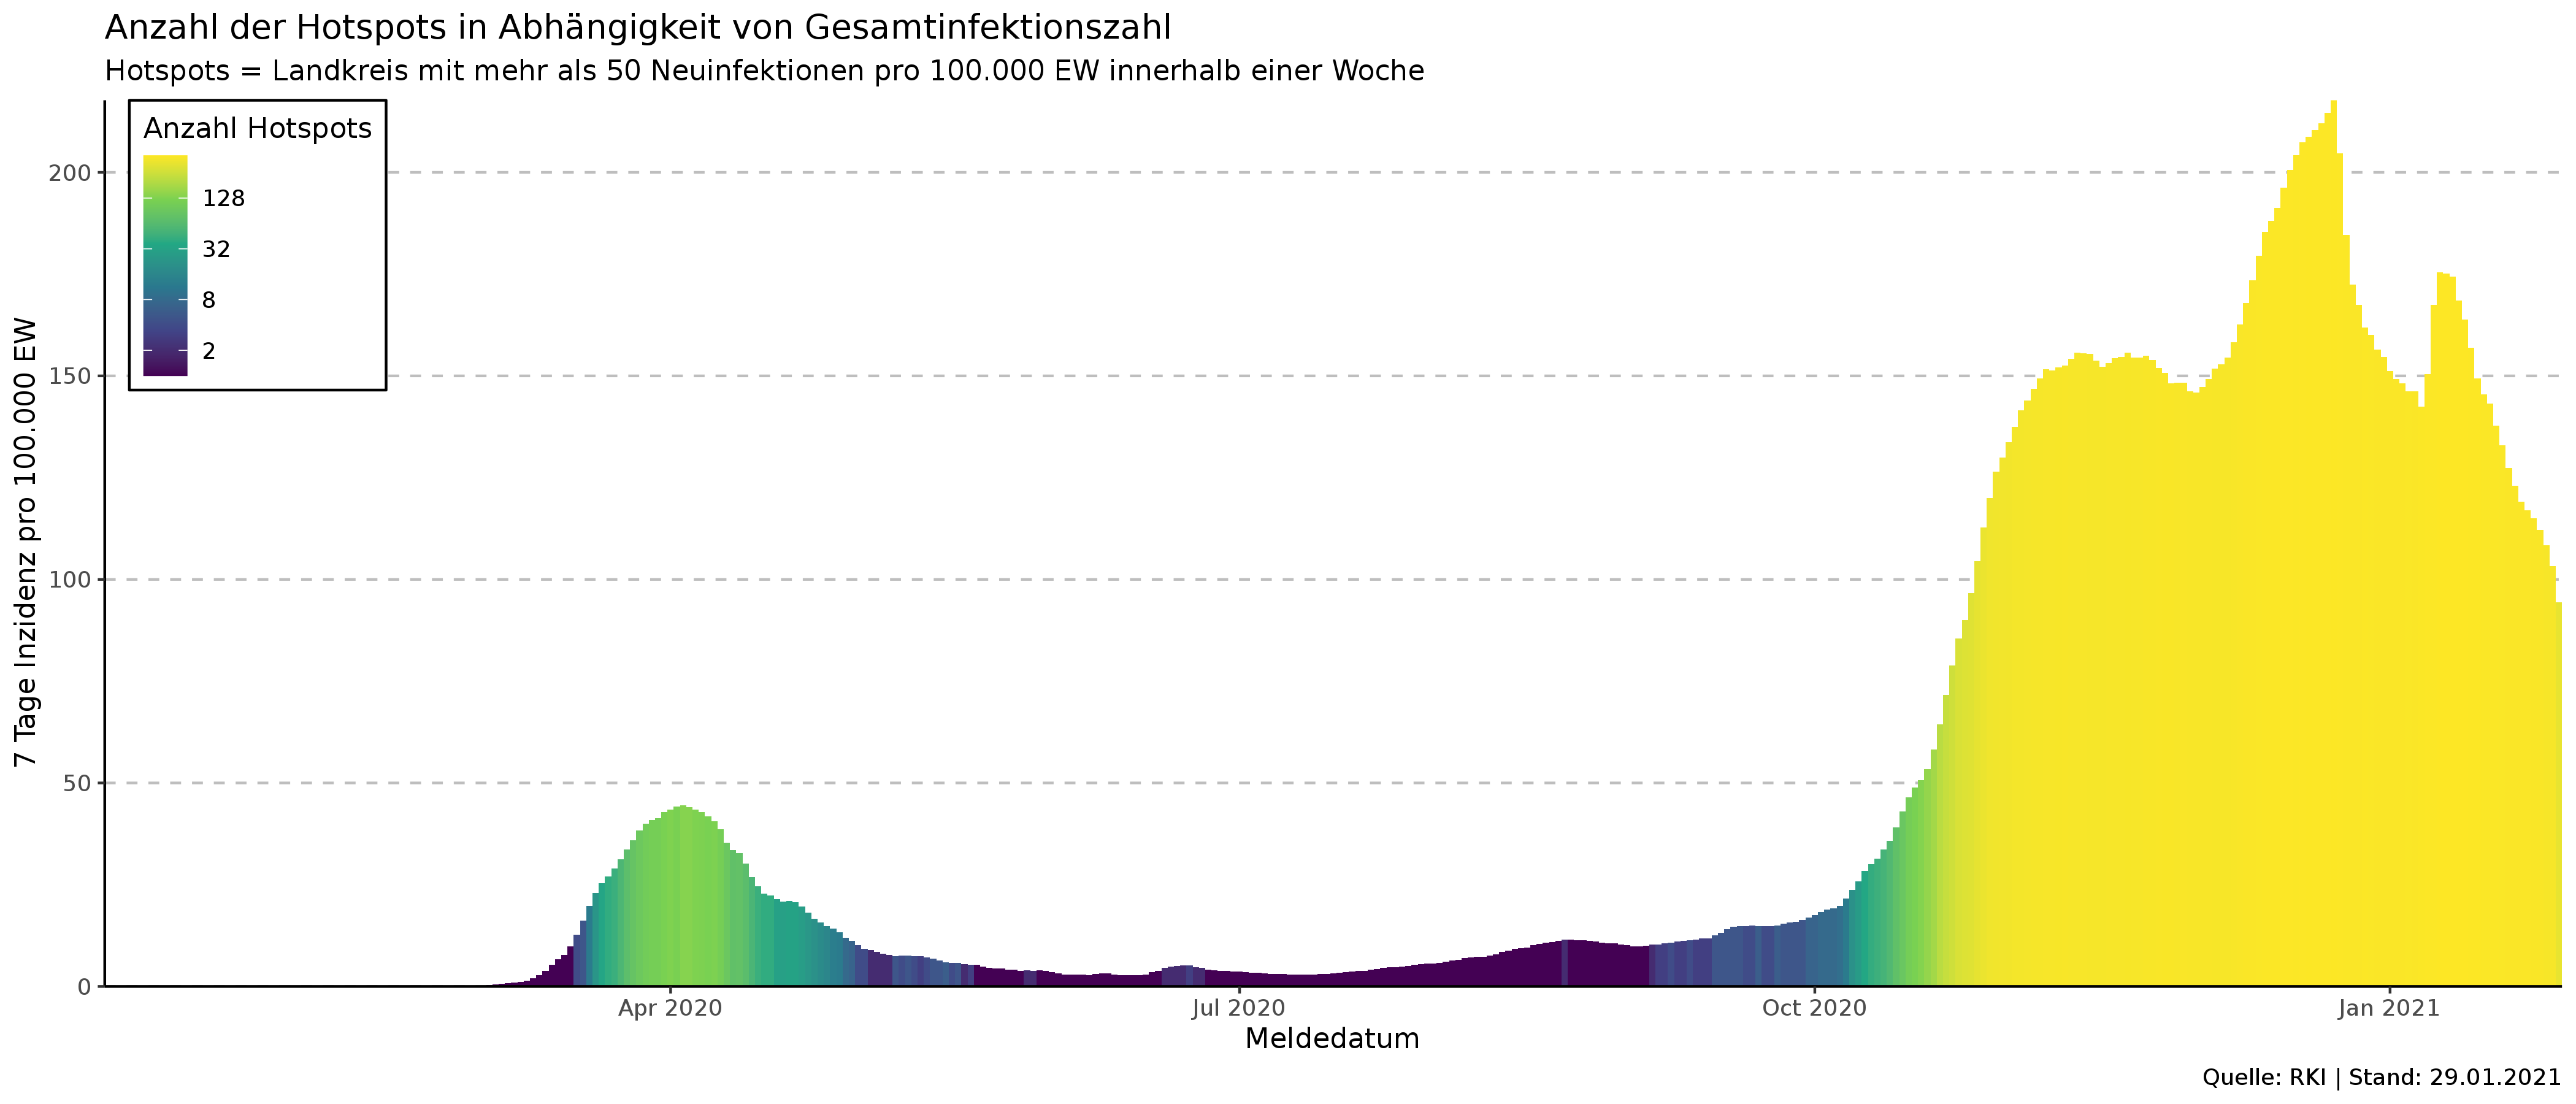 Anzahl der Hotspots in Abhängigkeit von Gesamtinfektionszahl
Hotspots = Landkreis mit mehr als 50 Neuinfektionen pro 100.000 EW innerhalb einer Woche
Anzahl Hotspots
128
32
8
2
7 Tage Inzidenz pro 100.000 EW
200
150
100
50
0
Apr 2020
Jul 2020
Oct 2020
Jan 2021
Meldedatum
Quelle: RKI | Stand: 29.01.2021